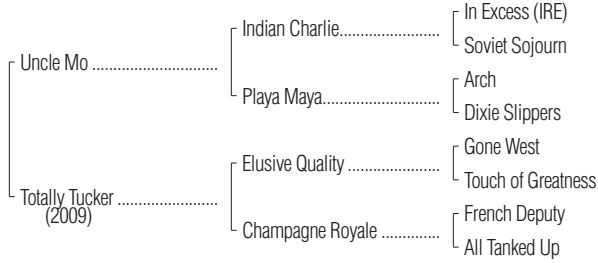 In Excess (IRE)
Indian Charlie.......................
Soviet Sojourn
Uncle Mo .............................
Arch
Playa Maya...........................
Dixie Slippers
Gone West
Elusive Quality .....................
Touch of Greatness
Totally Tucker .......................
(2009)
French Deputy
Champagne Royale ..............
All Tanked Up